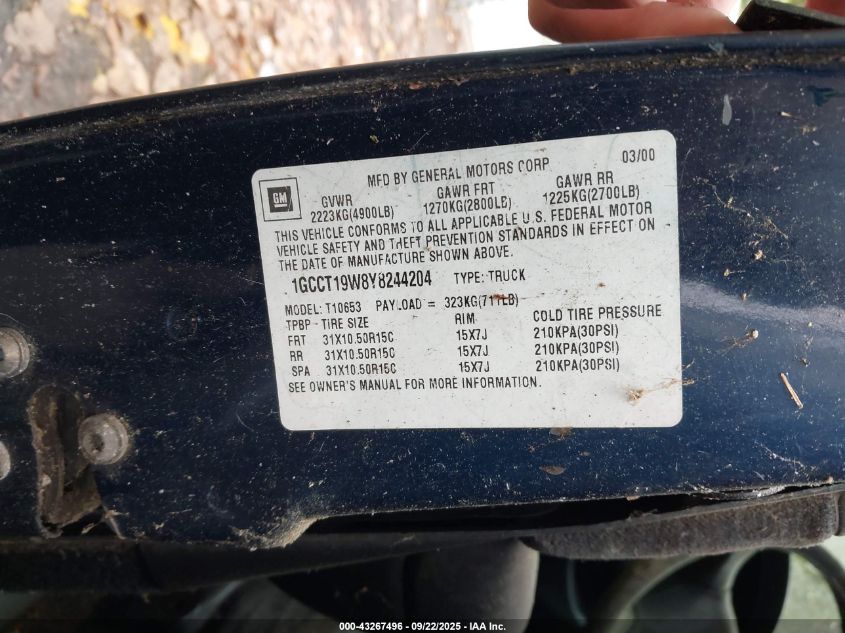 MFD BY GENERAL MOTORS CORP 03/00
GM
GVWR GAWR FRT GAWR RR
2223KG(4900LB) 1270KG(2800LB) 1225KG(2700LB)
THIS VEHICLE CONFORMS TO ALL APPLICABLE U.S. FEDERAL MOTOR
VEHICLE SAFETY AND THEFT PREVENTION STANDARDS IN EFFECT ON
THE DATE OF MANUFACTURE SHOWN ABOVE.
1GCCT19W8Y8244204 TYPE: TRUCK
MODEL: T10653 PAYLOAD = 323KG(711LB)
TPBP TIRE SIZE RIM COLD TIRE PRESSURE
FRT 31X10.50R15C 15X7J 210KPA(30PSI)
RR 31X10.50R15C 15X7J 210KPA(30PSI)
SPA 31X10.50R15C 15X7J 210KPA(30PSI)
SEE OWNER'S MANUAL FOR MORE INFORMATION.
000-43267496 - 09/22/2025 - IAA Inc.